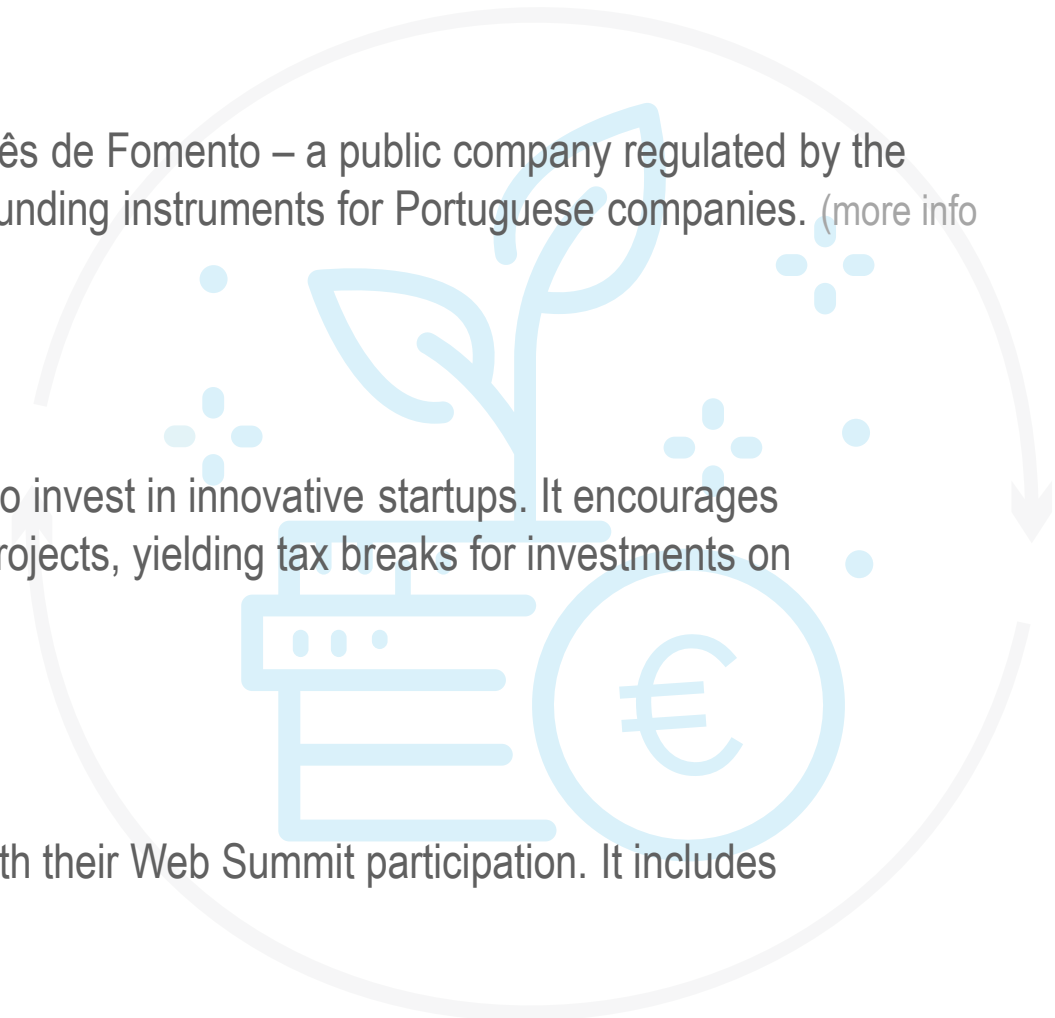 ês de Fomento – a public company regulated by the
unding instruments for Portuguese companies. (more info
o invest in innovative startups. It encourages
rojects, yielding tax breaks for investments on
€
th their Web Summit participation. It includes